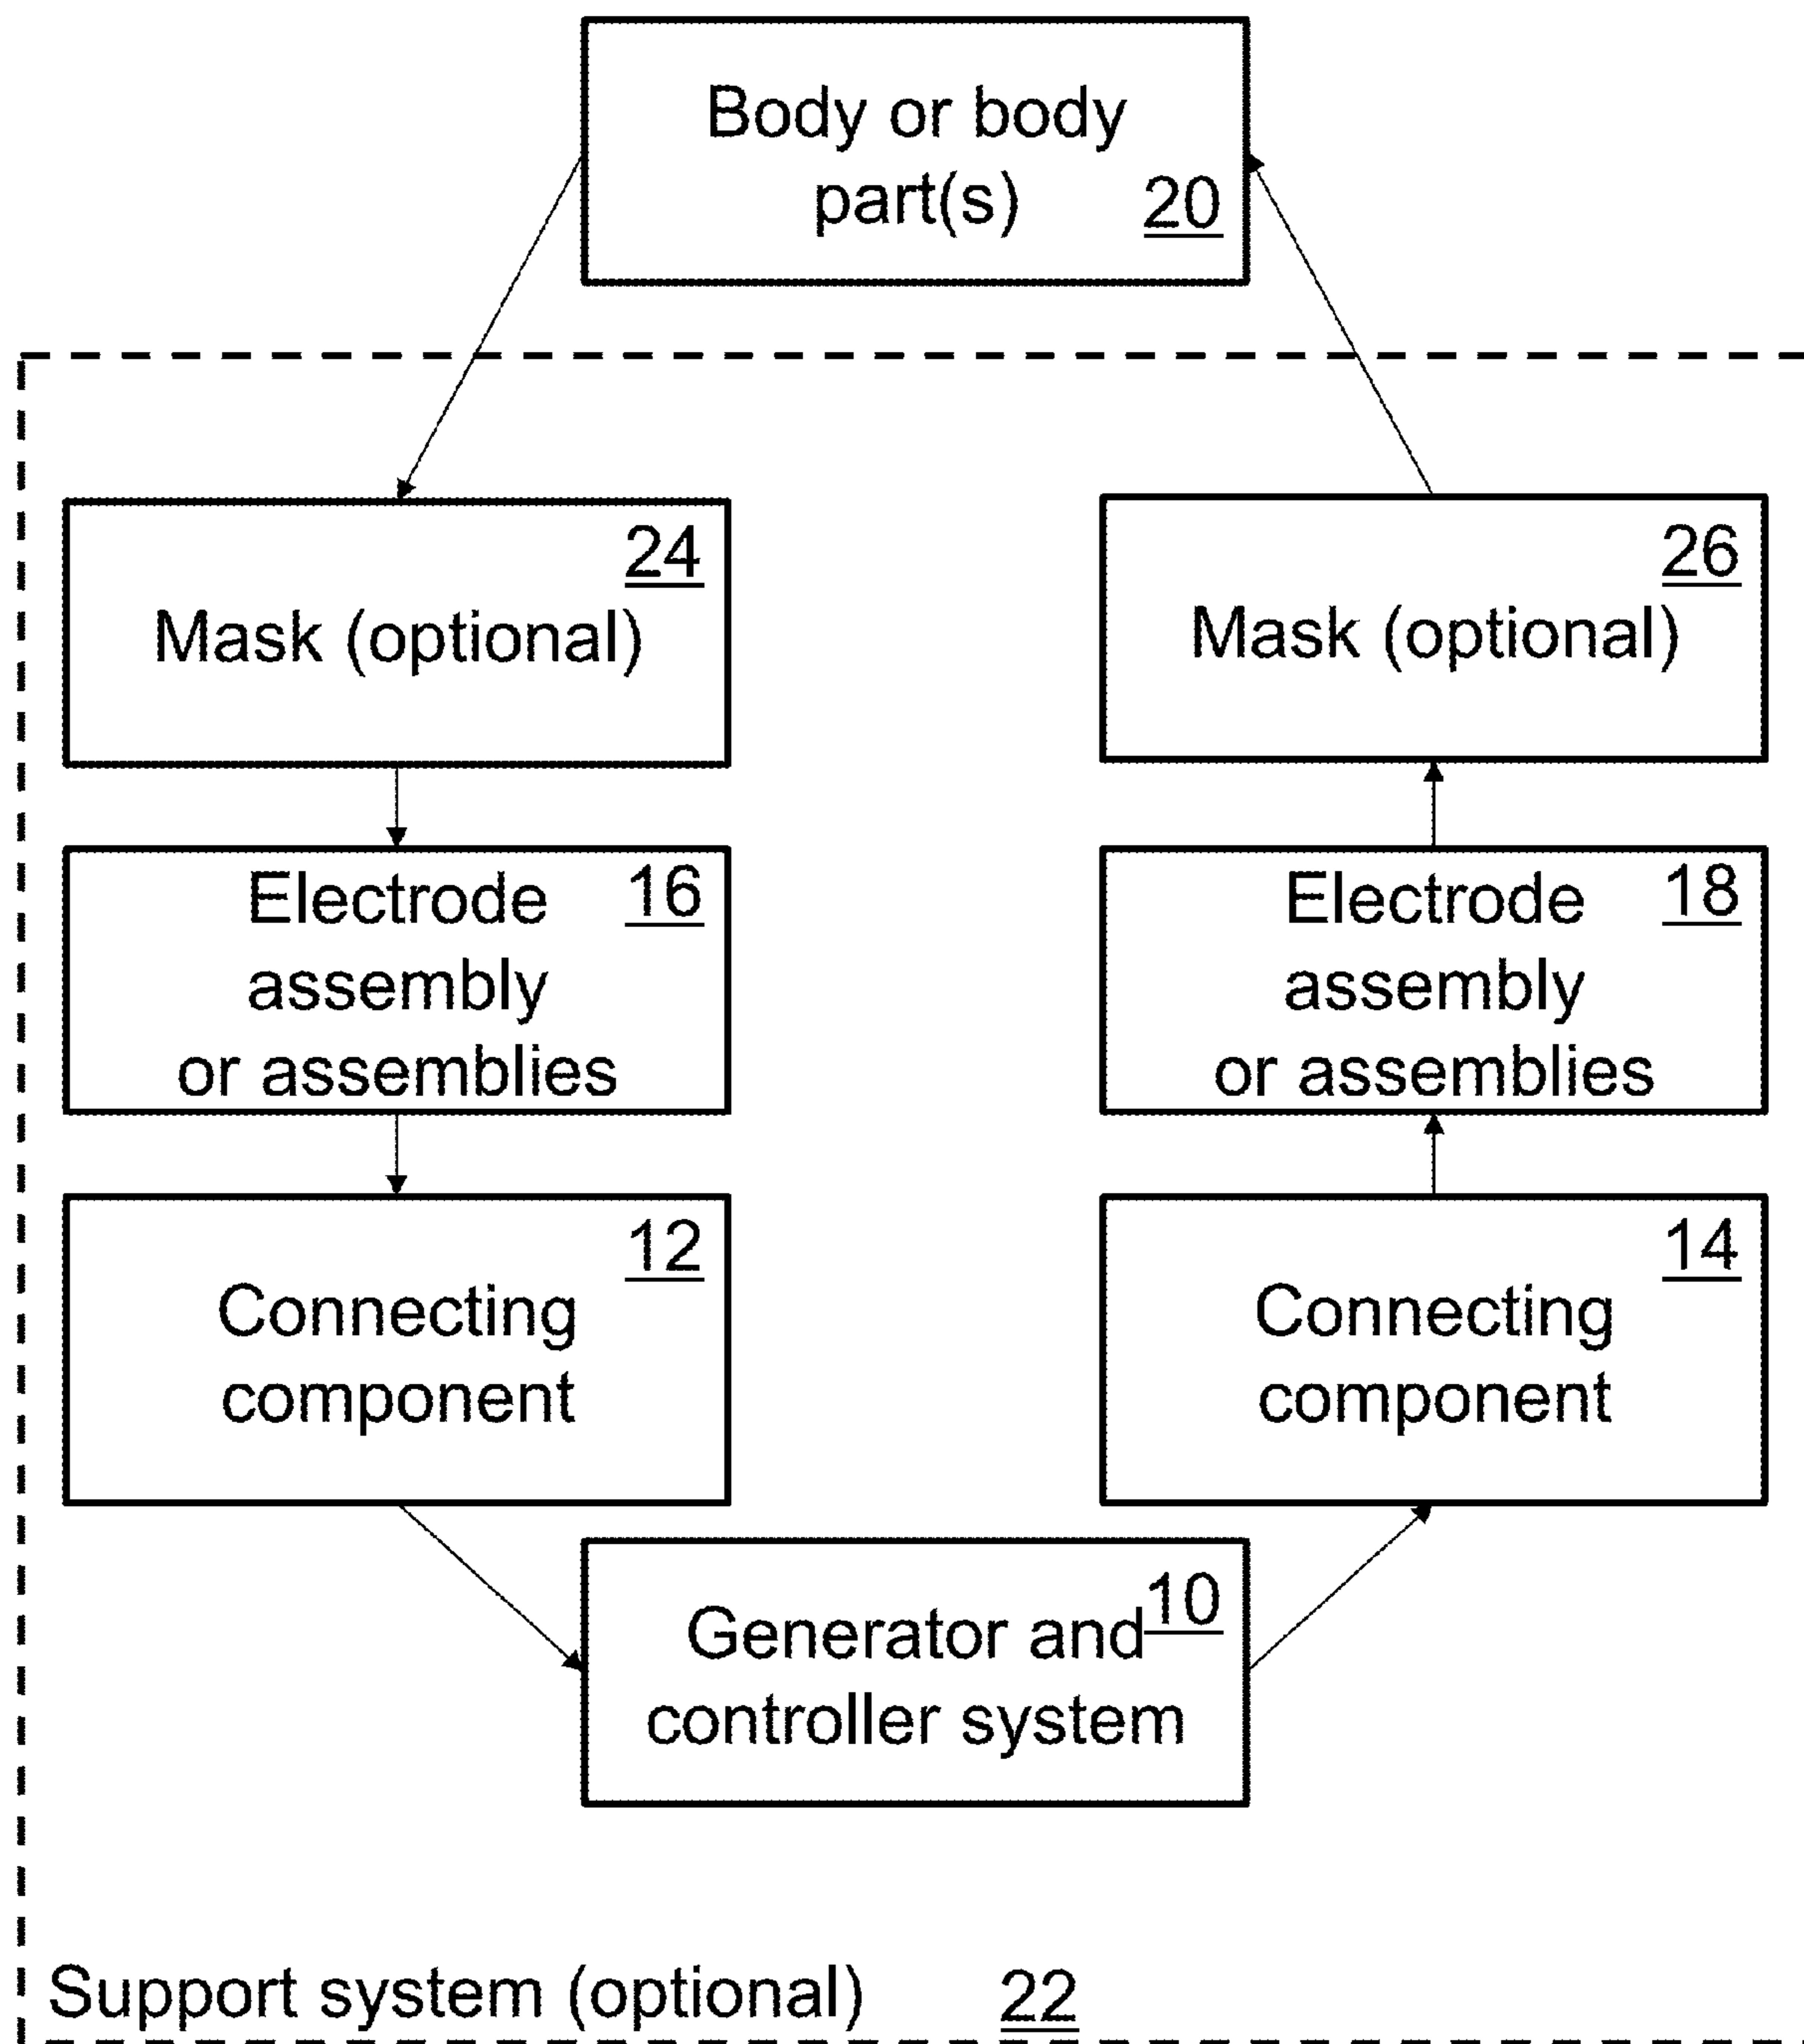 Body or body
part(s) 20
24
Mask (optional)
26
Mask (optional)
Electrode 16
assembly
or assemblies
Electrode 18
assembly
or assemblies
12
Connecting
component
14
Connecting
component
Generator and 10
controller system
Support system (optional) 22